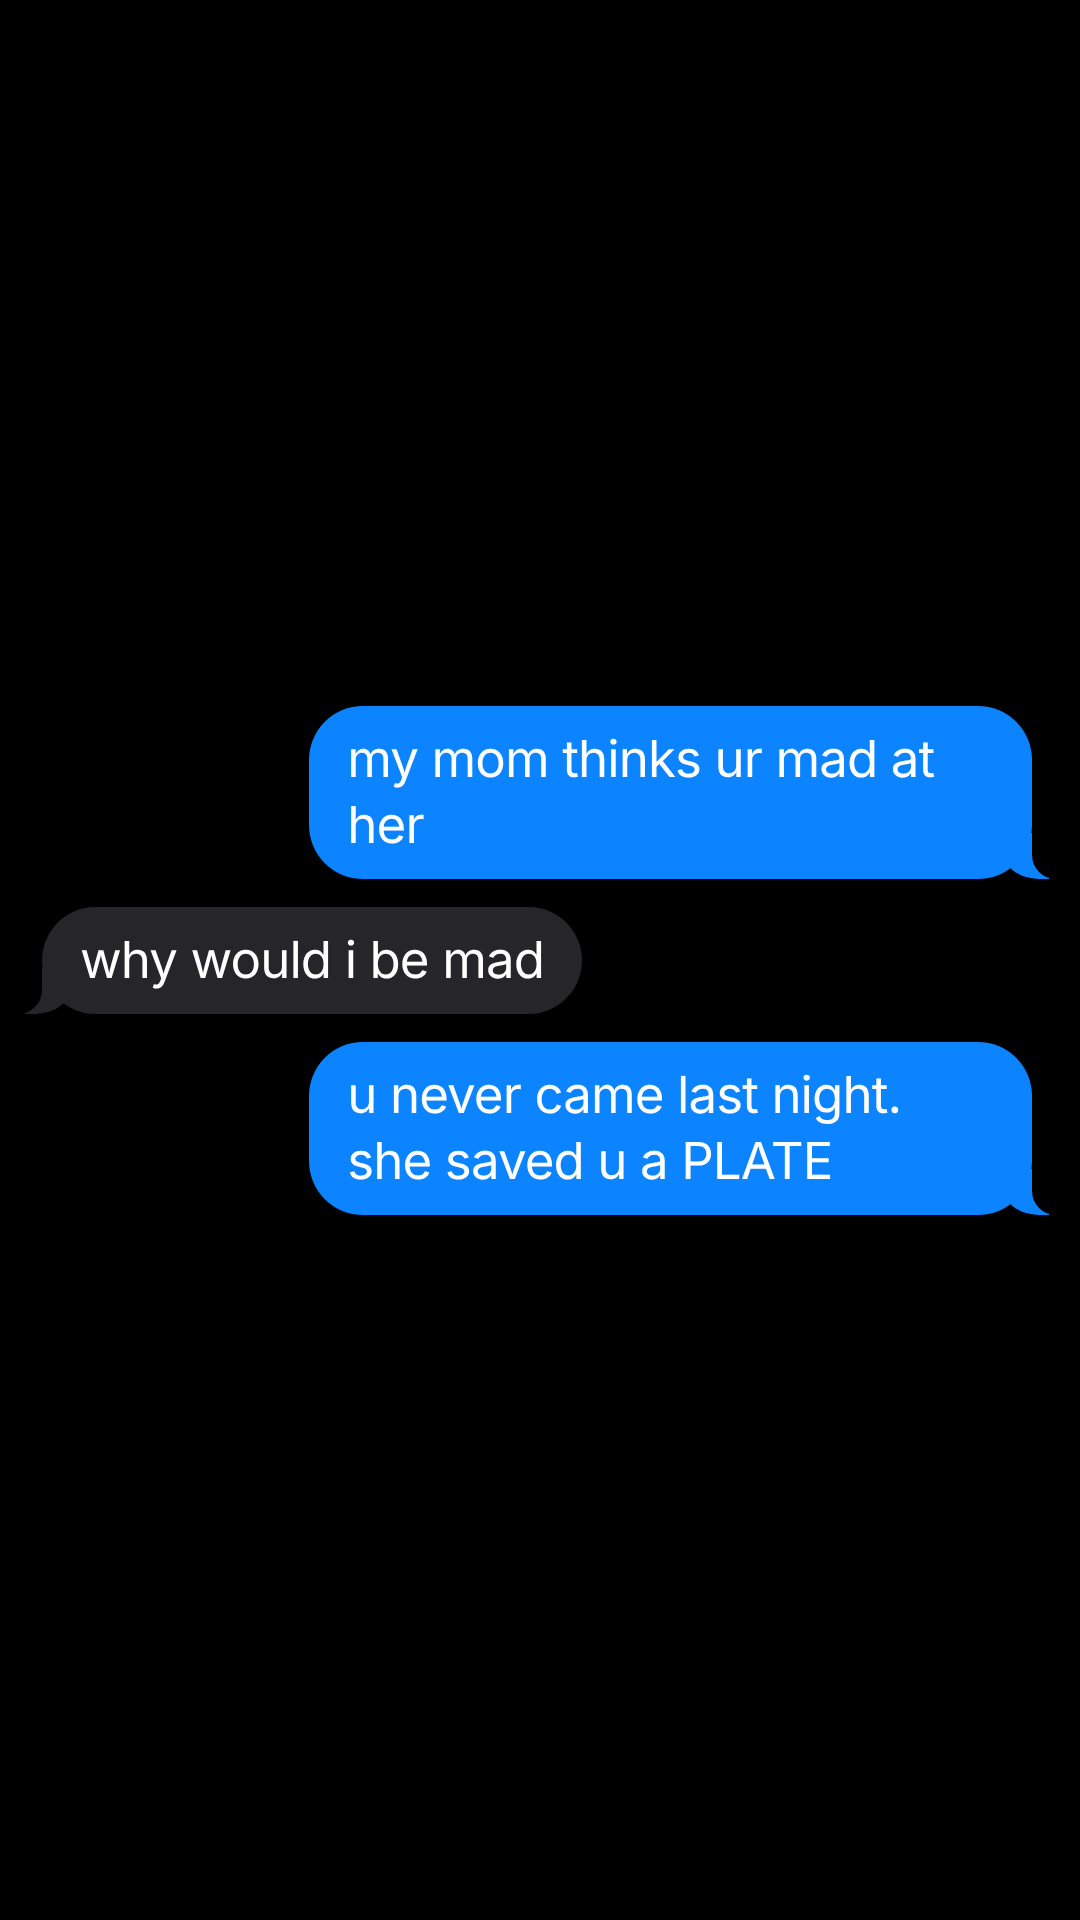 my mom thinks ur mad at
her
why would i be mad
u never came last night.
she saved u a PLATE